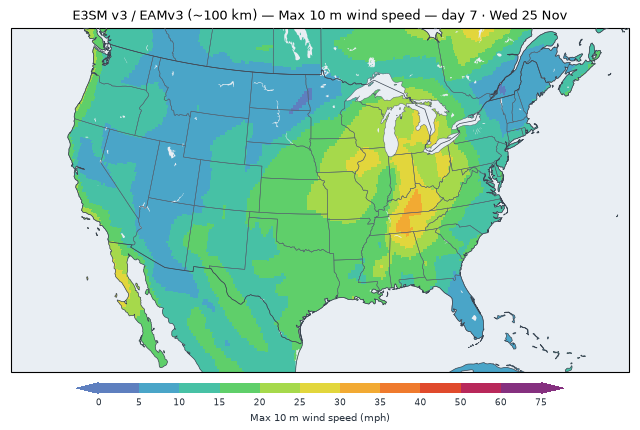 E3SM v3 / EAMv3 (~100 km) — Max 10 m wind speed — day 7 · Wed 25 Nov
0 5 10 15 20 25 30 35 40 50 60 75
Max 10 m wind speed (mph)